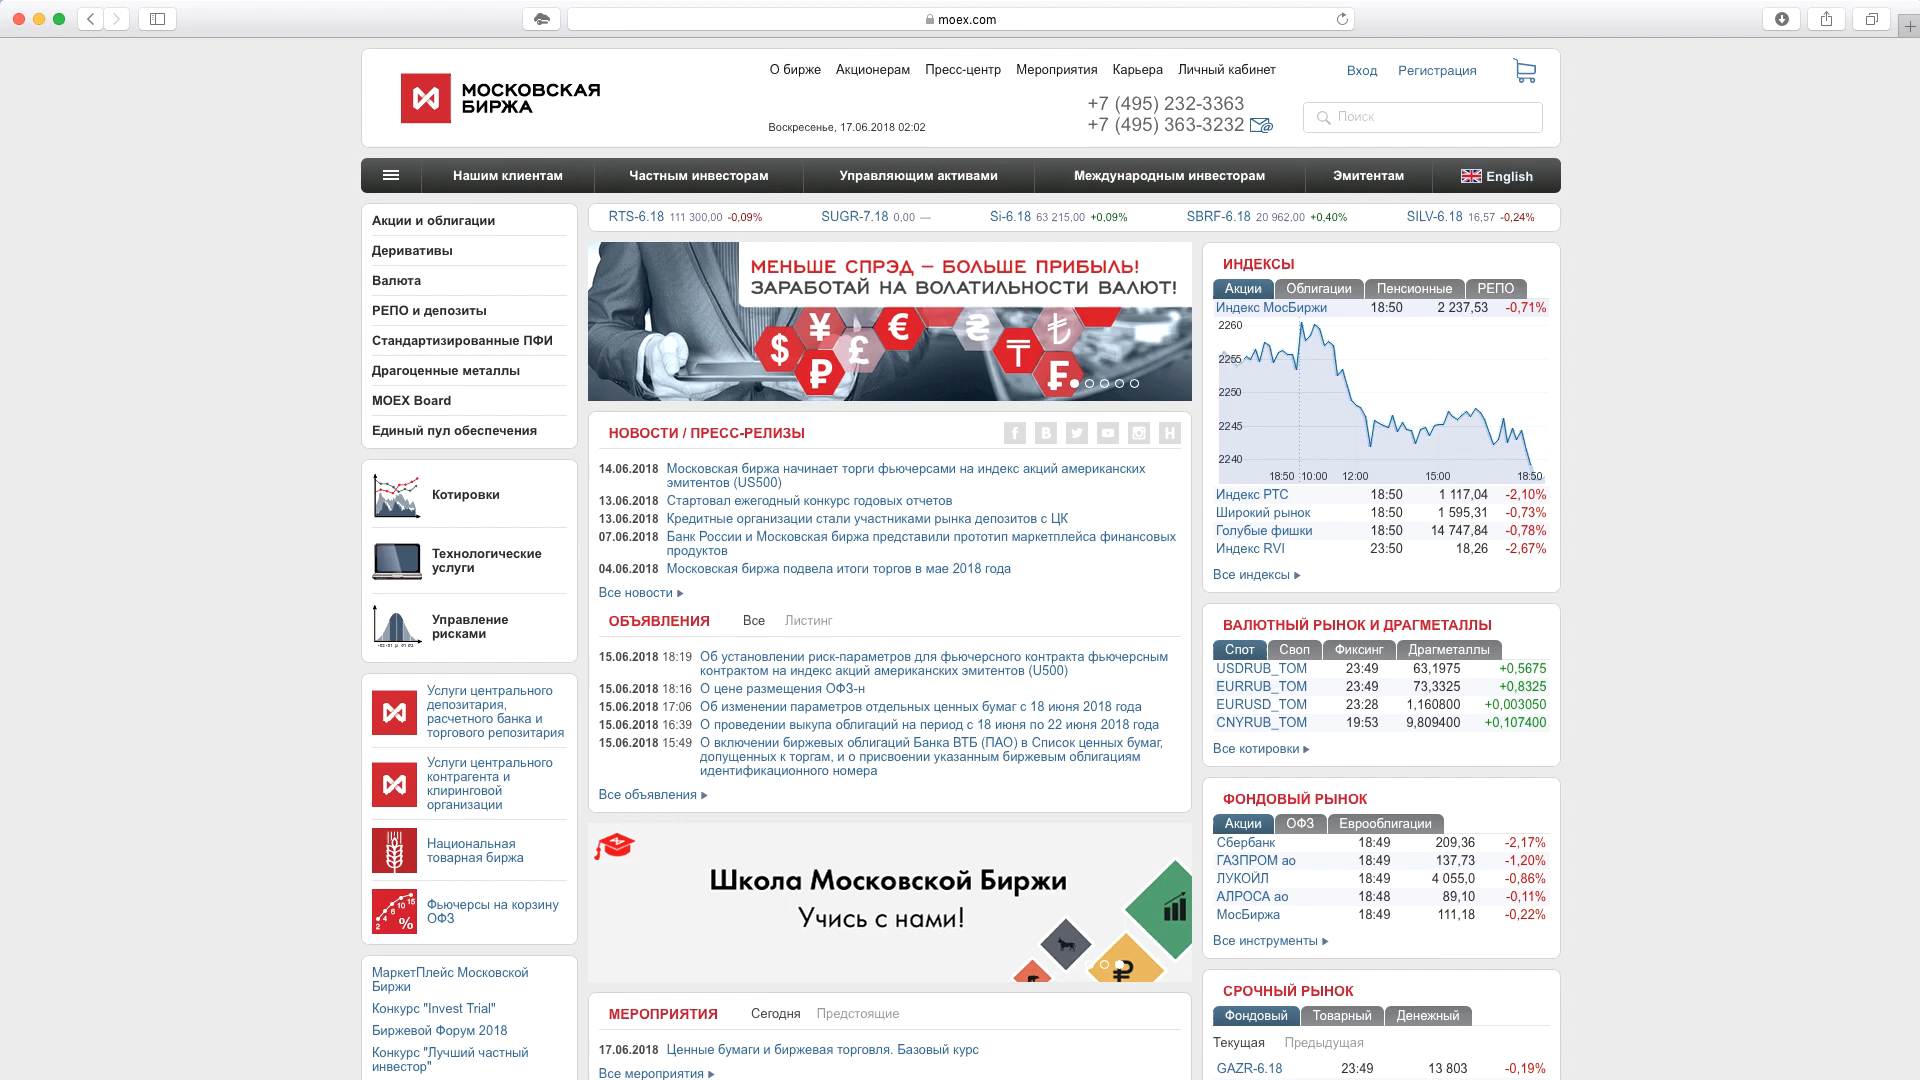 moex.com
МОСКОВСКАЯ
БИРЖА
О бирже Акционерам Пресс-центр Мероприятия Карьера Личный кабинет
Вход Регистрация
Воскресенье, 17.06.2018 02:02
+7 (495) 232-3363
+7 (495) 363-3232
Поиск
Нашим клиентам Частным инвесторам Управляющим активами Международным инвесторам Эмитентам English
RTS-6.18 111 300,00 -0,09% SUGR-7.18 0,00 — Si-6.18 63 215,00 +0,09% SBRF-6.18 20 962,00 +0,40% SILV-6.18 16,57 -0,24%
Акции и облигации
Деривативы
Валюта
РЕПО и депозиты
Стандартизированные ПФИ
Драгоценные металлы
MOEX Board
Единый пул обеспечения
Котировки
Технологические
услуги
Управление
рисками
Услуги центрального
депозитария,
расчетного банка и
торгового репозитария
Услуги центрального
контрагента и
клиринговой
организации
Национальная
товарная биржа
2 4 6 10 15
%
Фьючерсы на корзину
ОФЗ
МаркетПлейс Московской
Биржи
Конкурс "Invest Trial"
Биржевой Форум 2018
Конкурс "Лучший частный
инвестор"
МЕНЬШЕ СПРЭД – БОЛЬШЕ ПРИБЫЛЬ!
ЗАРАБОТАЙ НА ВОЛАТИЛЬНОСТИ ВАЛЮТ!
$ ¥ ₽ £ € ₴ ₸ ₺ ₣
НОВОСТИ / ПРЕСС-РЕЛИЗЫ
14.06.2018 Московская биржа начинает торги фьючерсами на индекс акций американских
эмитентов (US500)
13.06.2018 Стартовал ежегодный конкурс годовых отчетов
13.06.2018 Кредитные организации стали участниками рынка депозитов с ЦК
07.06.2018 Банк России и Московская биржа представили прототип маркетплейса финансовых
продуктов
04.06.2018 Московская биржа подвела итоги торгов в мае 2018 года
Все новости
ОБЪЯВЛЕНИЯ Все Листинг
15.06.2018 18:19 Об установлении риск-параметров для фьючерсного контракта фьючерсным
контрактом на индекс акций американских эмитентов (U500)
15.06.2018 18:16 О цене размещения ОФЗ-н
15.06.2018 17:06 Об изменении параметров отдельных ценных бумаг с 18 июня 2018 года
15.06.2018 16:39 О проведении выкупа облигаций на период с 18 июня по 22 июня 2018 года
15.06.2018 15:49 О включении биржевых облигаций Банка ВТБ (ПАО) в Список ценных бумаг,
допущенных к торгам, и о присвоении указанным биржевым облигациям
идентификационного номера
Все объявления
Школа Московской Биржи
Учись с нами!
₽
МЕРОПРИЯТИЯ Сегодня Предстоящие
17.06.2018 Ценные бумаги и биржевая торговля. Базовый курс
Все мероприятия
ИНДЕКСЫ
Акции Облигации Пенсионные РЕПО
Индекс МосБиржи 18:50 2 237,53 -0,71%
2260
2255
2250
2245
2240
18:50 10:00 12:00 15:00 18:50
Индекс РТС 18:50 1 117,04 -2,10%
Широкий рынок 18:50 1 595,31 -0,73%
Голубые фишки 18:50 14 747,84 -0,78%
Индекс RVI 23:50 18,26 -2,67%
Все индексы
ВАЛЮТНЫЙ РЫНОК И ДРАГМЕТАЛЛЫ
Спот Своп Фиксинг Драгметаллы
USDRUB_TOM 23:49 63,1975 +0,5675
EURRUB_TOM 23:49 73,3325 +0,8325
EURUSD_TOM 23:28 1,160800 +0,003050
CNYRUB_TOM 19:53 9,809400 +0,107400
Все котировки
ФОНДОВЫЙ РЫНОК
Акции ОФЗ Еврооблигации
Сбербанк 18:49 209,36 -2,17%
ГАЗПРОМ ао 18:49 137,73 -1,20%
ЛУКОЙЛ 18:49 4 055,0 -0,86%
АЛРОСА ао 18:48 89,10 -0,11%
МосБиржа 18:49 111,18 -0,22%
Все инструменты
СРОЧНЫЙ РЫНОК
Фондовый Товарный Денежный
Текущая Предыдущая
GAZR-6.18 23:49 13 803 -0,19%